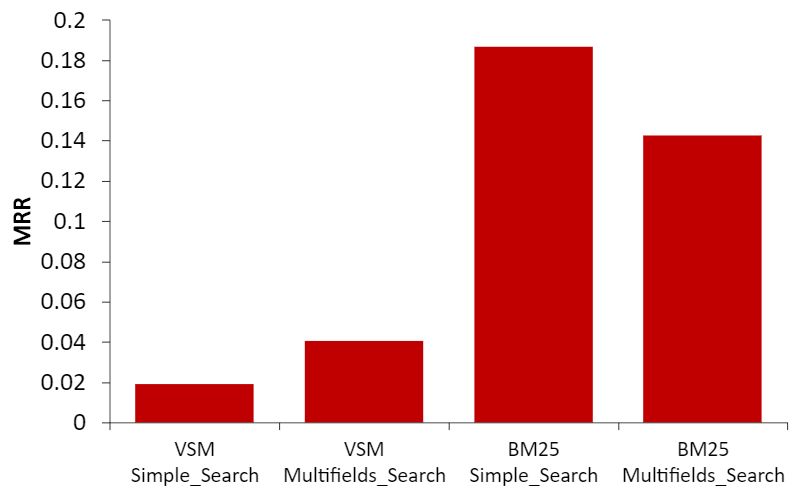 0.2
0.18
0.16
0.14
0.12
0.1
0.08
0.06
0.04
0.02
0
MRR
VSM
Simple_Search
VSM
Multifields_Search
BM25
Simple_Search
BM25
Multifields_Search